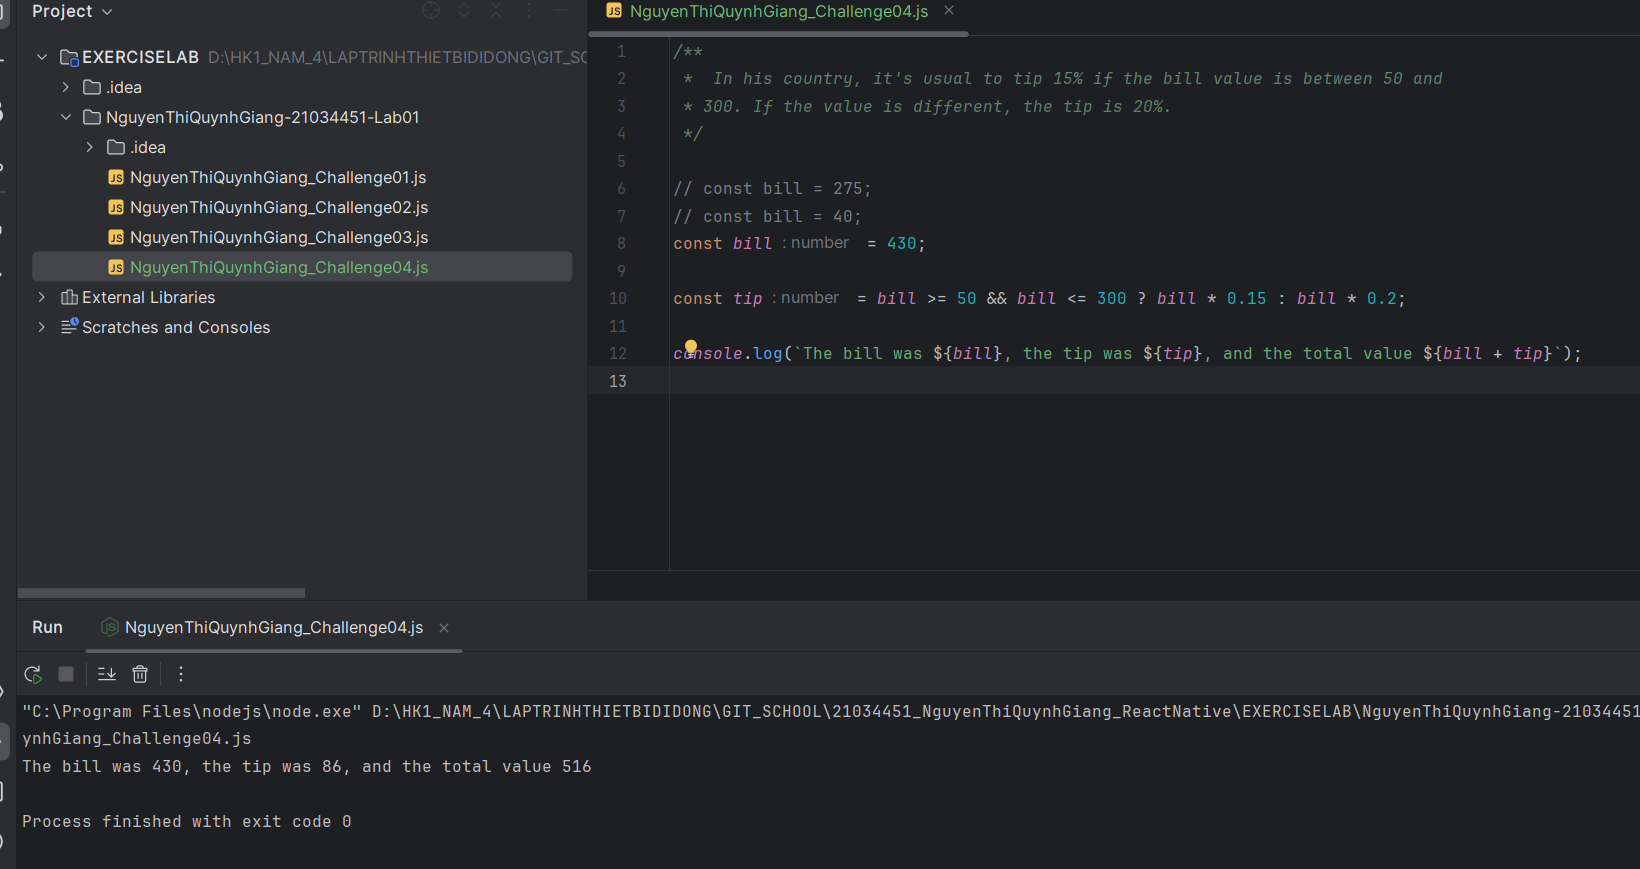 Project
EXERCISELAB D:\HK1_NAM_4\LAPTRINHTHIETBIDIDONG\GIT_SC
.idea
NguyenThiQuynhGiang-21034451-Lab01
.idea
JS NguyenThiQuynhGiang_Challenge01.js
JS NguyenThiQuynhGiang_Challenge02.js
JS NguyenThiQuynhGiang_Challenge03.js
JS NguyenThiQuynhGiang_Challenge04.js
External Libraries
Scratches and Consoles
JS NguyenThiQuynhGiang_Challenge04.js
1 /**
2 *  In his country, it's usual to tip 15% if the bill value is between 50 and
3 * 300. If the value is different, the tip is 20%.
4 */
5
6 // const bill = 275;
7 // const bill = 40;
8 const bill : number = 430;
9
10 const tip : number = bill >= 50 && bill <= 300 ? bill * 0.15 : bill * 0.2;
11
12 console.log(`The bill was ${bill}, the tip was ${tip}, and the total value ${bill + tip}`);
13
Run JS NguyenThiQuynhGiang_Challenge04.js
"C:\Program Files\nodejs\node.exe" D:\HK1_NAM_4\LAPTRINHTHIETBIDIDONG\GIT_SCHOOL\21034451_NguyenThiQuynhGiang_ReactNative\EXERCISELAB\NguyenThiQuynhGiang-21034451
ynhGiang_Challenge04.js
The bill was 430, the tip was 86, and the total value 516
Process finished with exit code 0